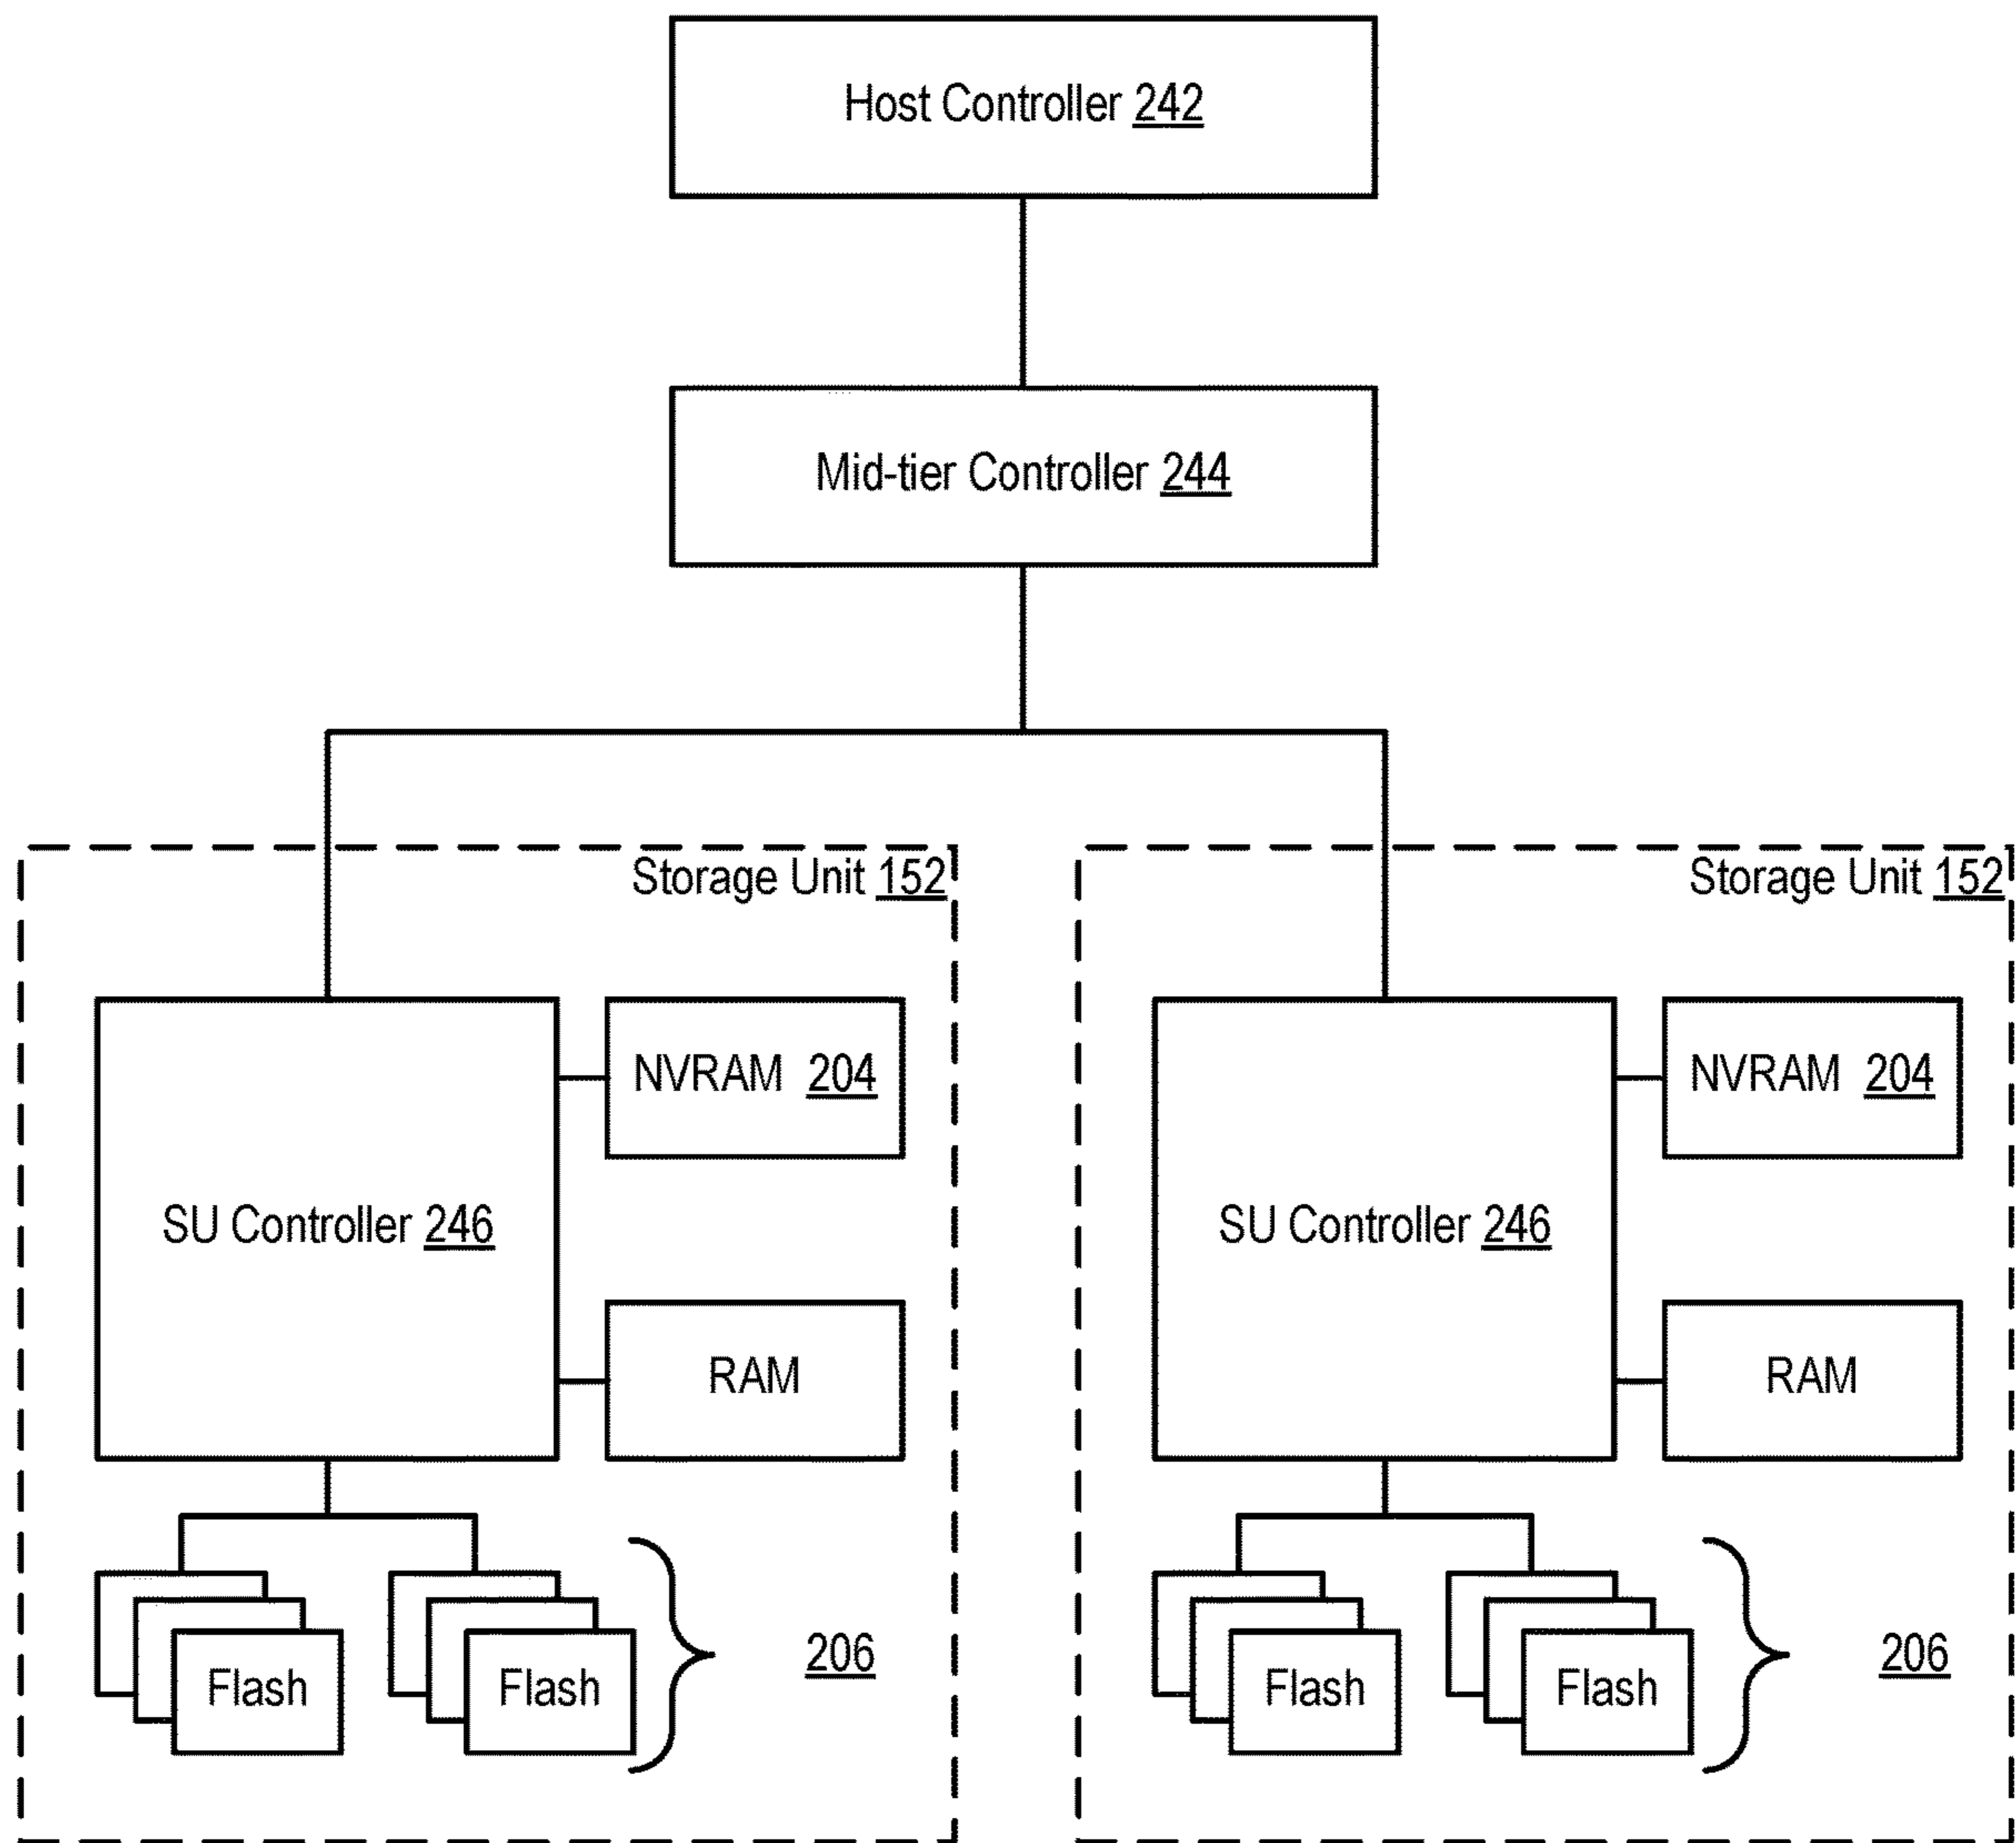 Host Controller 242
Mid-tier Controller 244
Storage Unit 152
Storage Unit 152
NVRAM 204
NVRAM 204
SU Controller 246
SU Controller 246
RAM
RAM
206
206
Flash
Flash
Flash
Flash